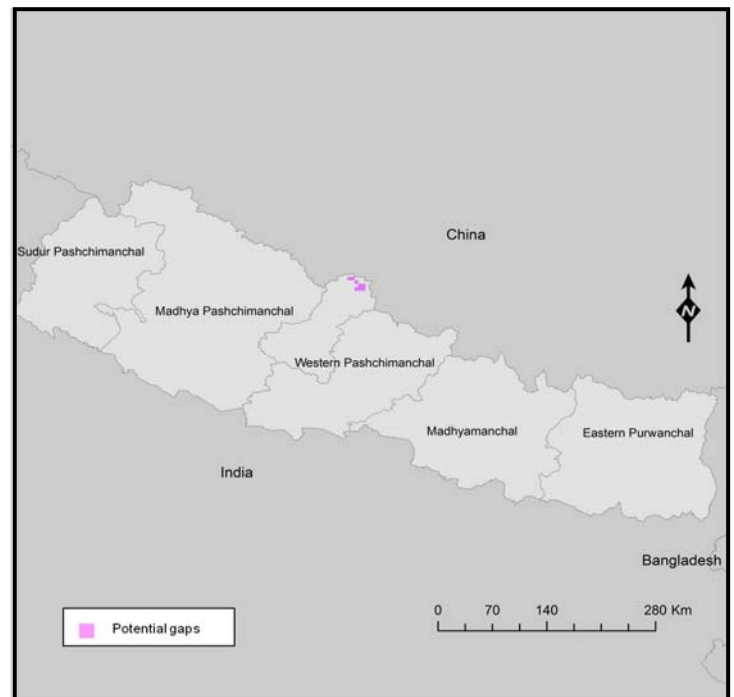 China
Sudur Pashchimanchal
Madhya Pashchimanchal
N
Western Pashchimanchal
Madhyamanchal
Eastern Purwanchal
India
Bangladesh
0 70 140 280 Km
Potential gaps